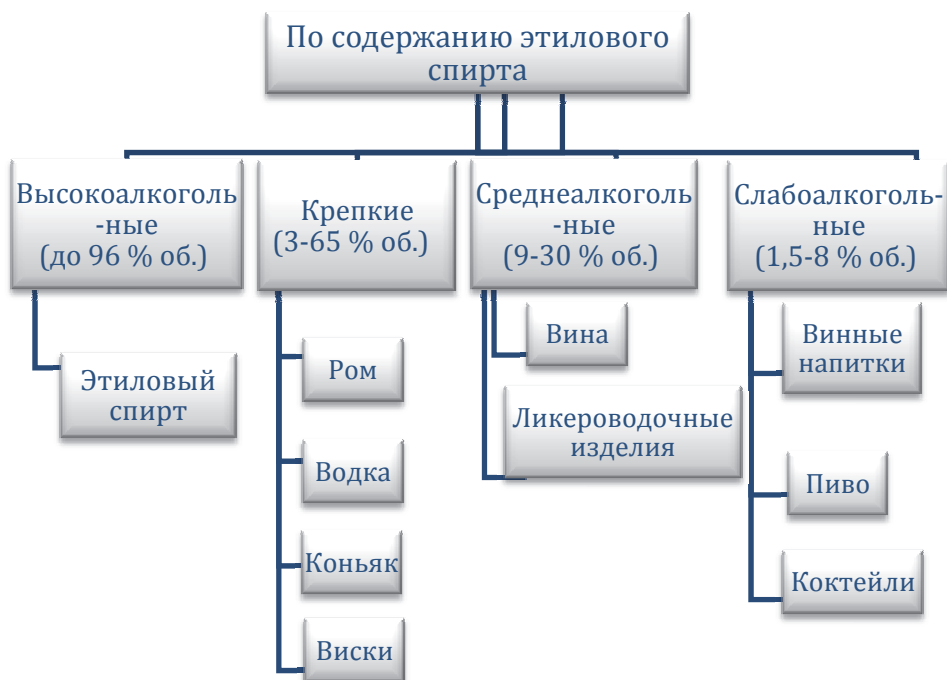 По содержанию этилового
спирта
Высокоалкоголь
-ные
(до 96 % об.)
Крепкие
(3-65 % об.)
Среднеалкоголь
-ные
(9-30 % об.)
Слабоалкоголь-
ные
(1,5-8 % об.)
Этиловый
спирт
Ром
Водка
Коньяк
Виски
Вина
Ликероводочные
изделия
Винные
напитки
Пиво
Коктейли